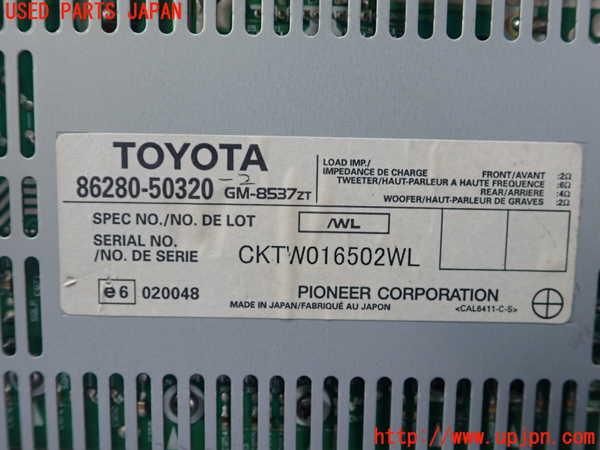 USED PARTS JAPAN
TOYOTA
86280-50320 -2 GM-8537ZT
LOAD IMP./
IMPEDANCE DE CHARGE
FRONT/AVANT :2Ω
TWEETER/HAUT-PARLEUR A HAUTE FREQUENCE :6Ω
REAR/ARRIERE :4Ω
WOOFER/HAUT-PARLEUR DE GRAVES :2Ω
SPEC NO./NO. DE LOT /WL
SERIAL NO.
/NO. DE SERIE CKTW016502WL
e6 020048
PIONEER CORPORATION
MADE IN JAPAN/FABRIQUÉ AU JAPON
<CAL6411-C-S>
http://www.upjpn.com